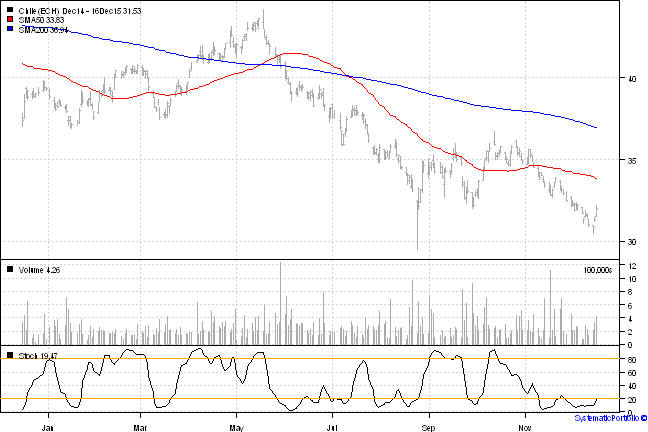 Chile (ECH) Dec14 - 16Dec15 31.53
SMA50 33.83
SMA200 36.94
40
35
30
Volume 4.26
100,000s
12
10
8
6
4
2
0
Stoch 19.47
80
60
40
20
0
Jan Mar May Jul Sep Nov
SystematicPortfolio ©